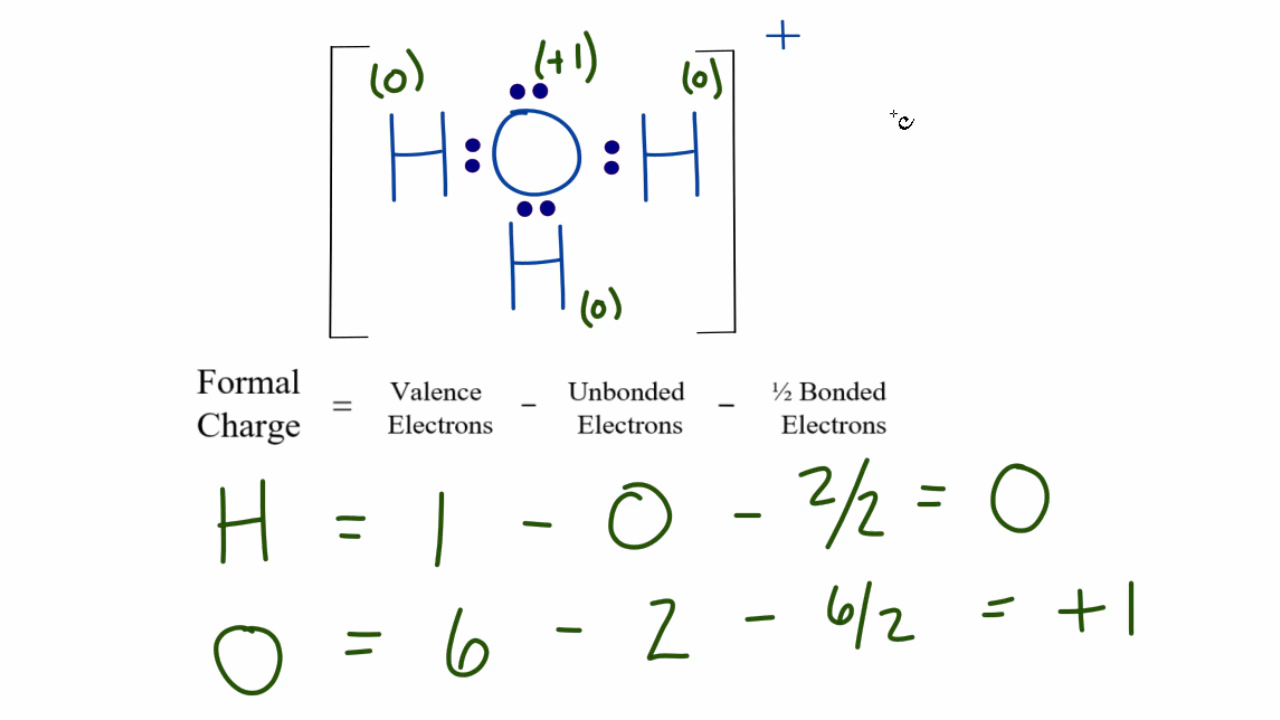 +
(0) (+1) (0)
H : O : H
H (0)
Formal Charge = Valence Electrons − Unbonded Electrons − ½ Bonded Electrons
H = 1 − 0 − 2/2 = 0
O = 6 − 2 − 6/2 = +1